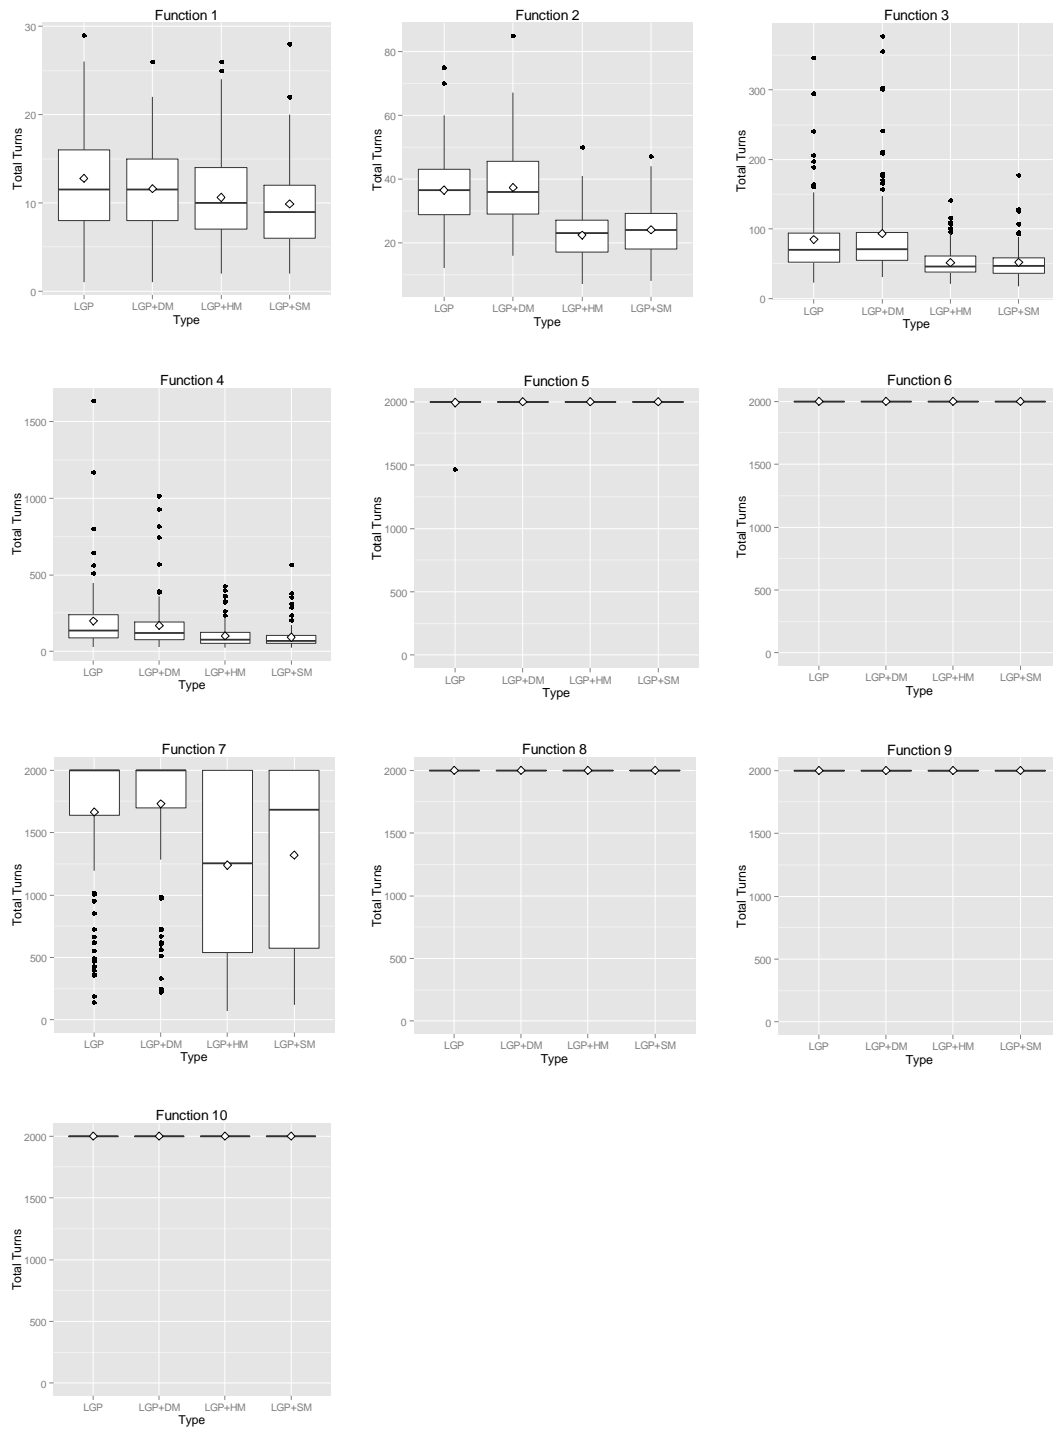 Function 1
30
20
10
0
Total Turns
LGP LGP+DM LGP+HM LGP+SM
Type
Function 2
80
60
40
20
Total Turns
LGP LGP+DM LGP+HM LGP+SM
Type
Function 3
300
200
100
0
Total Turns
LGP LGP+DM LGP+HM LGP+SM
Type
Function 4
1500
1000
500
0
Total Turns
LGP LGP+DM LGP+HM LGP+SM
Type
Function 5
2000
1500
1000
500
0
Total Turns
LGP LGP+DM LGP+HM LGP+SM
Type
Function 6
2000
1500
1000
500
0
Total Turns
LGP LGP+DM LGP+HM LGP+SM
Type
Function 7
2000
1500
1000
500
0
Total Turns
LGP LGP+DM LGP+HM LGP+SM
Type
Function 8
2000
1500
1000
500
0
Total Turns
LGP LGP+DM LGP+HM LGP+SM
Type
Function 9
2000
1500
1000
500
0
Total Turns
LGP LGP+DM LGP+HM LGP+SM
Type
Function 10
2000
1500
1000
500
0
Total Turns
LGP LGP+DM LGP+HM LGP+SM
Type